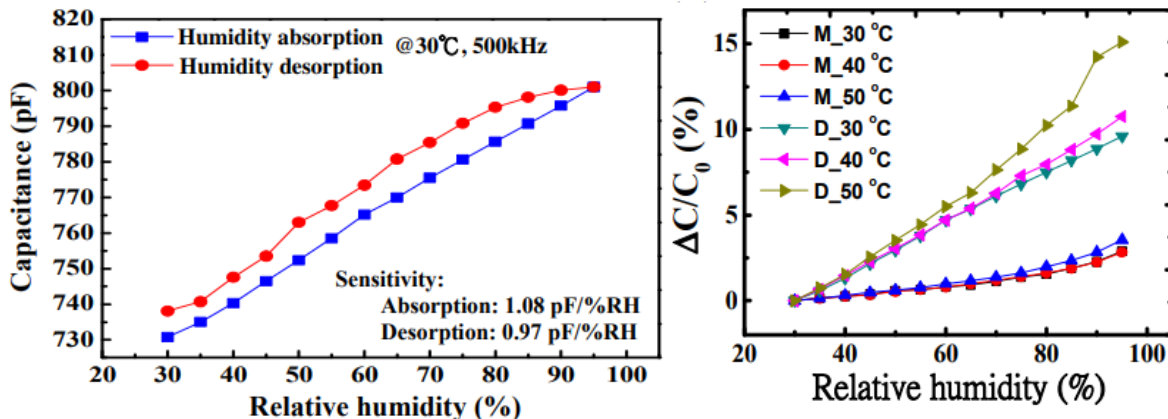 820
810
800
790
780
770
760
750
740
730
Capacitance (pF)
Humidity absorption
Humidity desorption
@30℃, 500kHz
Sensitivity:
Absorption: 1.08 pF/%RH
Desorption: 0.97 pF/%RH
20 30 40 50 60 70 80 90 100
Relative humidity (%)
15
10
5
0
ΔC/C₀ (%)
M_30 °C
M_40 °C
M_50 °C
D_30 °C
D_40 °C
D_50 °C
20 40 60 80 100
Relative humidity (%)